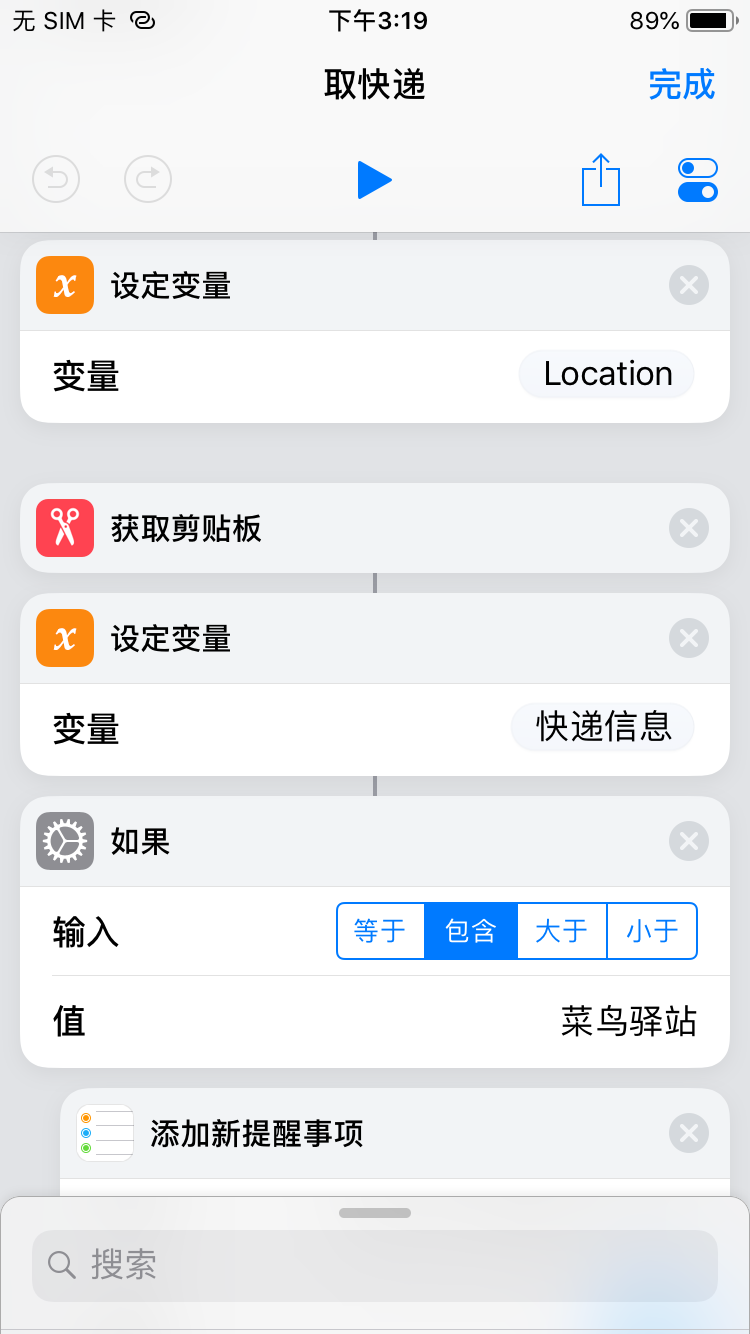 无 SIM 卡 下午3:19 89%
取快递 完成
x 设定变量
变量 Location
获取剪贴板
x 设定变量
变量 快递信息
如果
输入 等于 包含 大于 小于
值 菜鸟驿站
添加新提醒事项
搜索